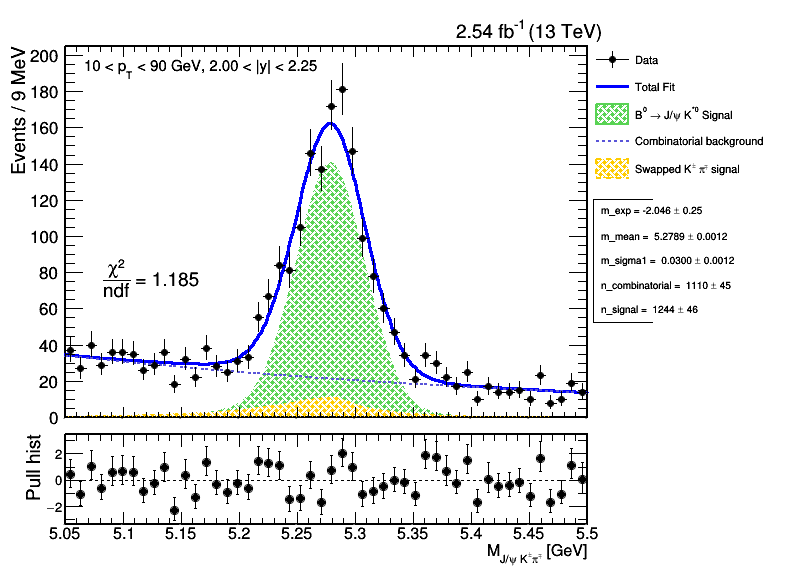 2.54 fb⁻¹ (13 TeV)
Events / 9 MeV
200
180
160
140
120
100
80
60
40
20
0
10 < p_T < 90 GeV, 2.00 < |y| < 2.25
χ²/ndf = 1.185
Data
Total Fit
B⁰ → J/ψ K*⁰ Signal
Combinatorial background
Swapped K± π∓ signal
m_exp = -2.046 ± 0.25
m_mean = 5.2789 ± 0.0012
m_sigma1 = 0.0300 ± 0.0012
n_combinatorial = 1110 ± 45
n_signal = 1244 ± 46
Pull hist
2
0
−2
5.05 5.1 5.15 5.2 5.25 5.3 5.35 5.4 5.45 5.5
M_J/ψ K± π∓ [GeV]